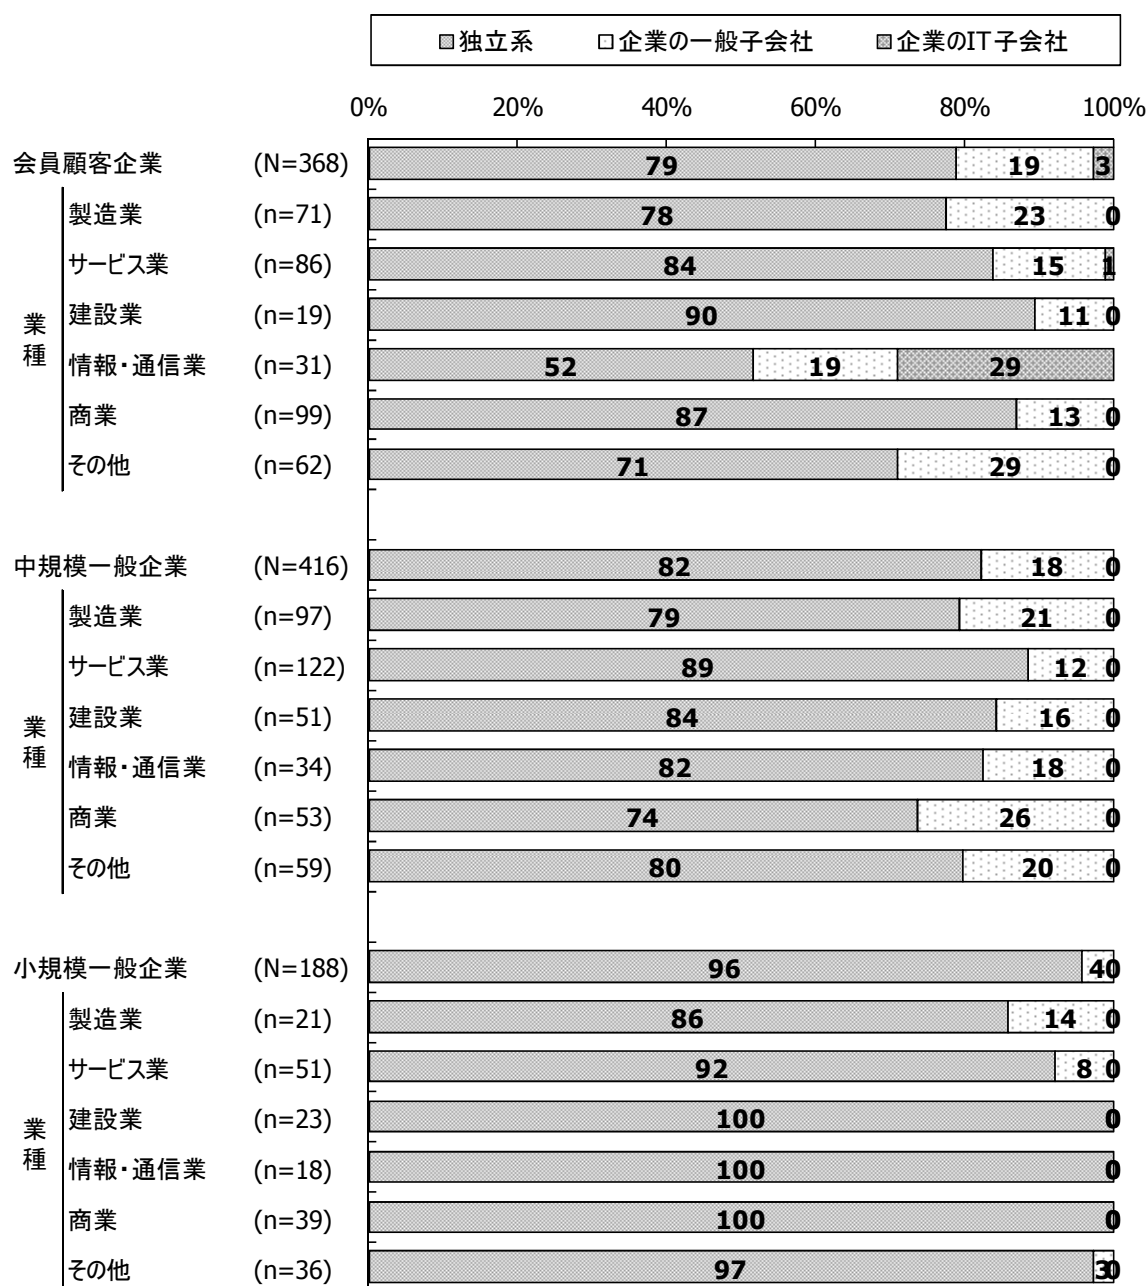 独立系 企業の一般子会社 企業のIT子会社
0% 20% 40% 60% 80% 100%
会員顧客企業 (N=368) 79 19 3
製造業 (n=71) 78 23 0
サービス業 (n=86) 84 15 1
建設業 (n=19) 90 11 0
業種
情報・通信業 (n=31) 52 19 29
商業 (n=99) 87 13 0
その他 (n=62) 71 29 0
中規模一般企業 (N=416) 82 18 0
製造業 (n=97) 79 21 0
サービス業 (n=122) 89 12 0
建設業 (n=51) 84 16 0
業種
情報・通信業 (n=34) 82 18 0
商業 (n=53) 74 26 0
その他 (n=59) 80 20 0
小規模一般企業 (N=188) 96 4 0
製造業 (n=21) 86 14 0
サービス業 (n=51) 92 8 0
建設業 (n=23) 100 0
業種
情報・通信業 (n=18) 100 0
商業 (n=39) 100 0
その他 (n=36) 97 3 0